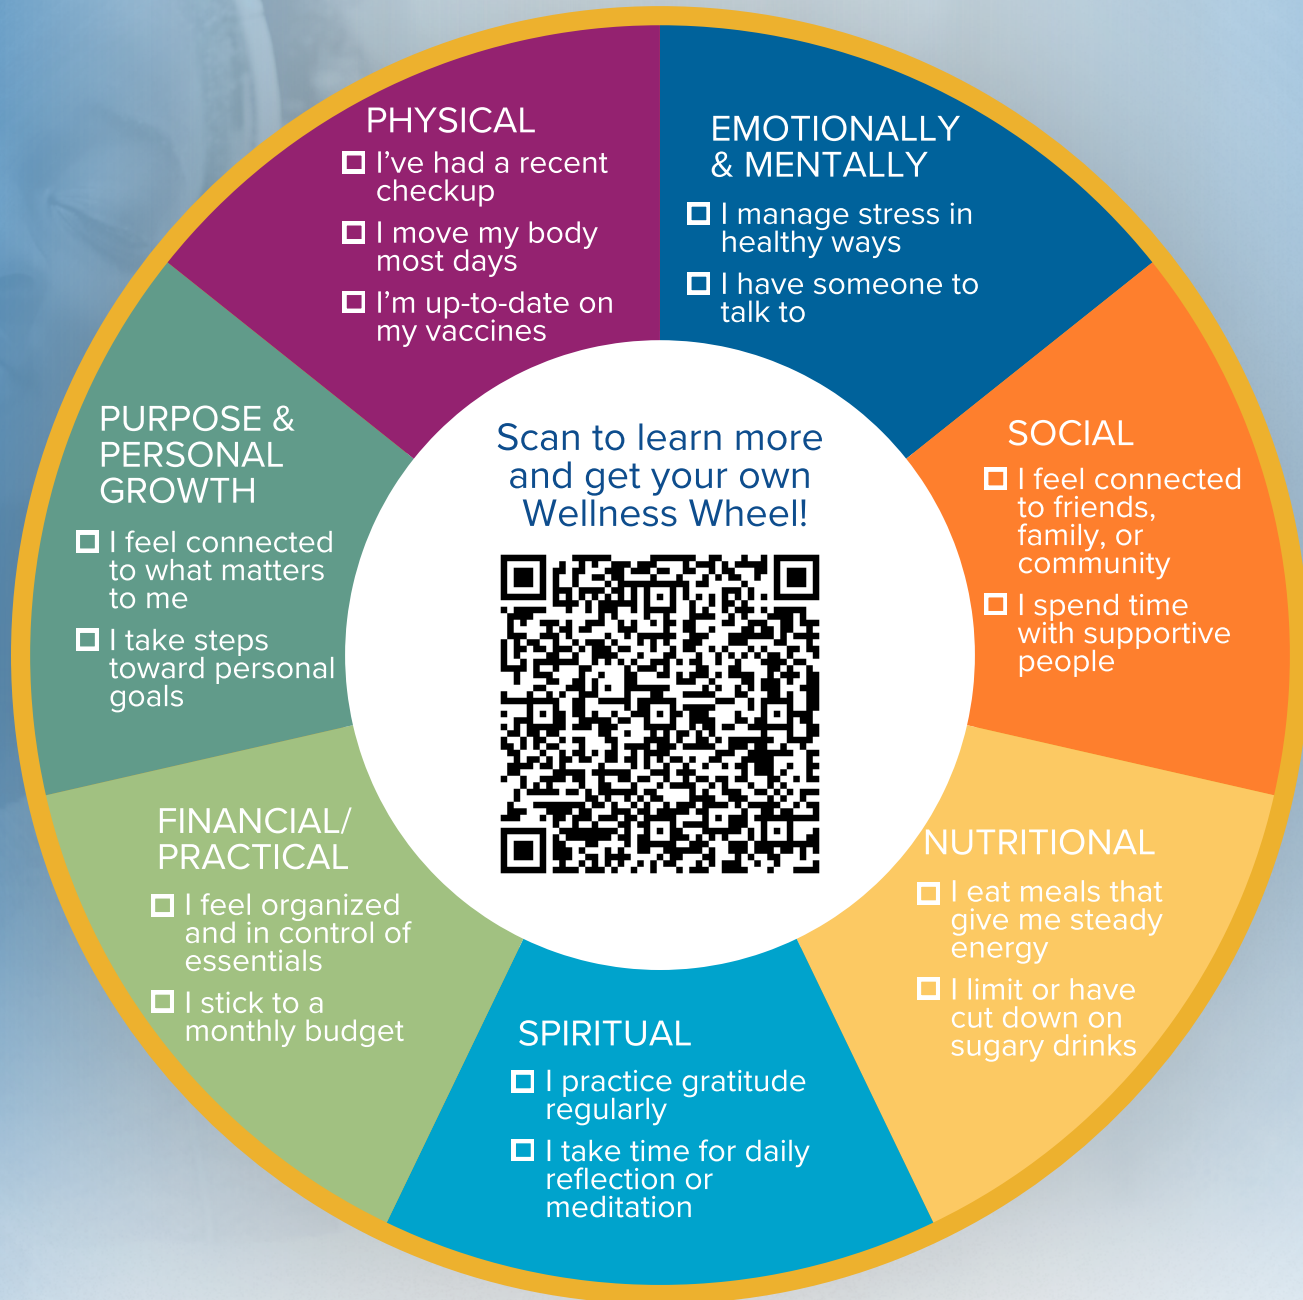 PHYSICAL
I've had a recent
checkup
I move my body
most days
I'm up-to-date on
my vaccines
EMOTIONALLY
& MENTALLY
I manage stress in
healthy ways
I have someone to
talk to
SOCIAL
I feel connected
to friends,
family, or
community
I spend time
with supportive
people
NUTRITIONAL
I eat meals that
give me steady
energy
I limit or have
cut down on
sugary drinks
SPIRITUAL
I practice gratitude
regularly
I take time for daily
reflection or
meditation
FINANCIAL/
PRACTICAL
I feel organized
and in control of
essentials
I stick to a
monthly budget
PURPOSE &
PERSONAL
GROWTH
I feel connected
to what matters
to me
I take steps
toward personal
goals
Scan to learn more
and get your own
Wellness Wheel!